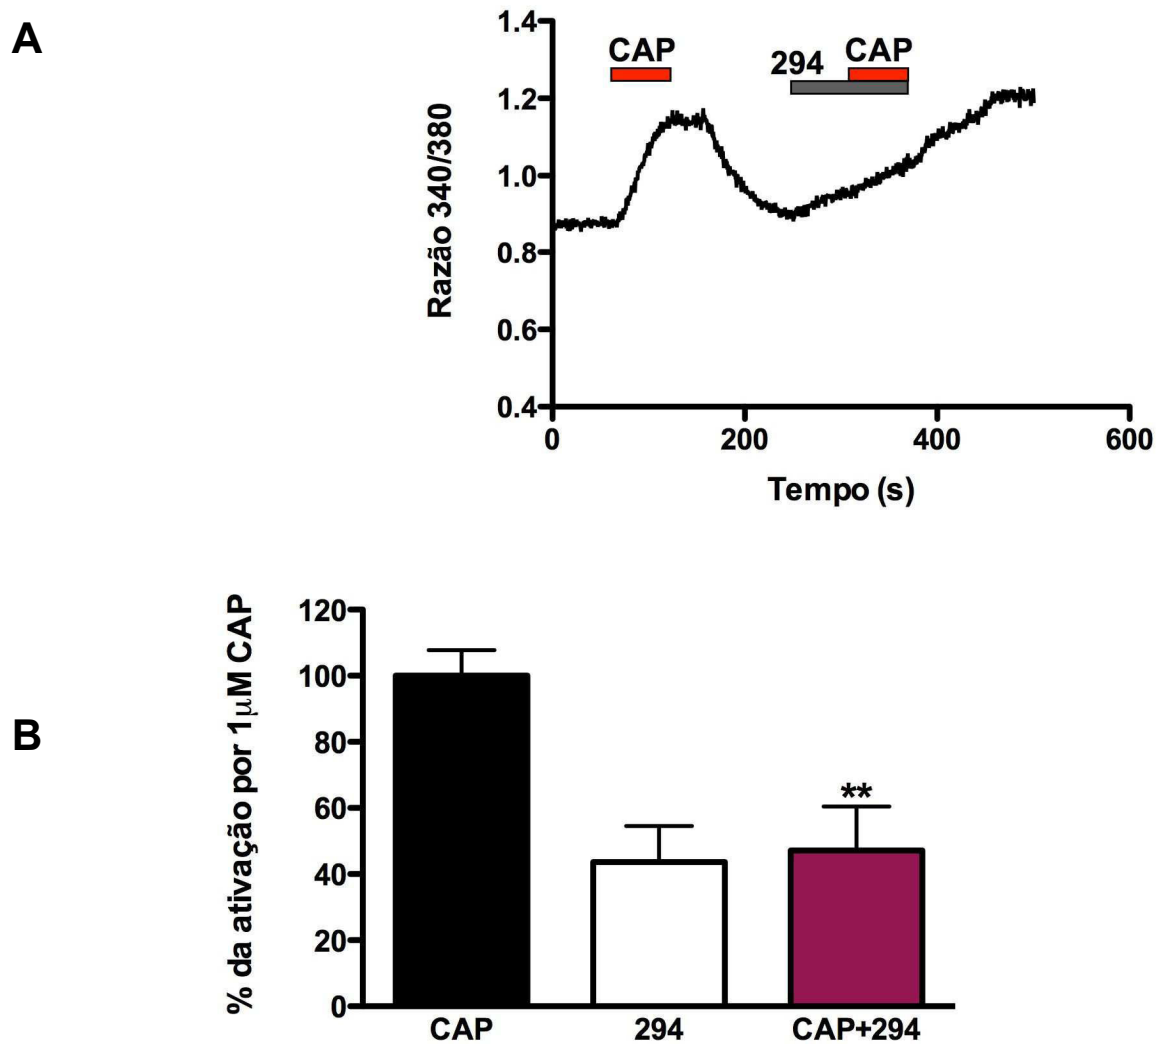 A
CAP
294
CAP
Razão 340/380
1.4
1.2
1.0
0.8
0.6
0.4
0
200
400
600
Tempo (s)
B
% da ativação por 1μM CAP
120
100
80
60
40
20
0
**
CAP
294
CAP+294